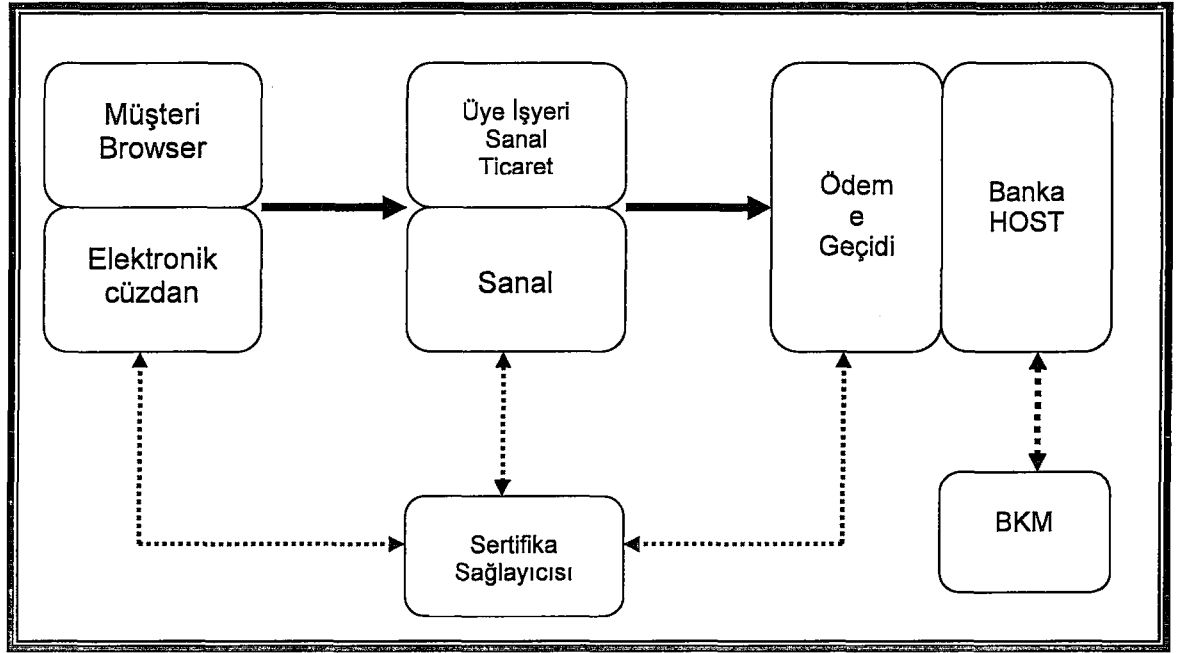 Müşteri
Browser
Elektronik
cüzdan
Üye İşyeri
Sanal
Ticaret
Sanal
Ödem
e
Geçidi
Banka
HOST
Sertifika
Sağlayıcısı
BKM